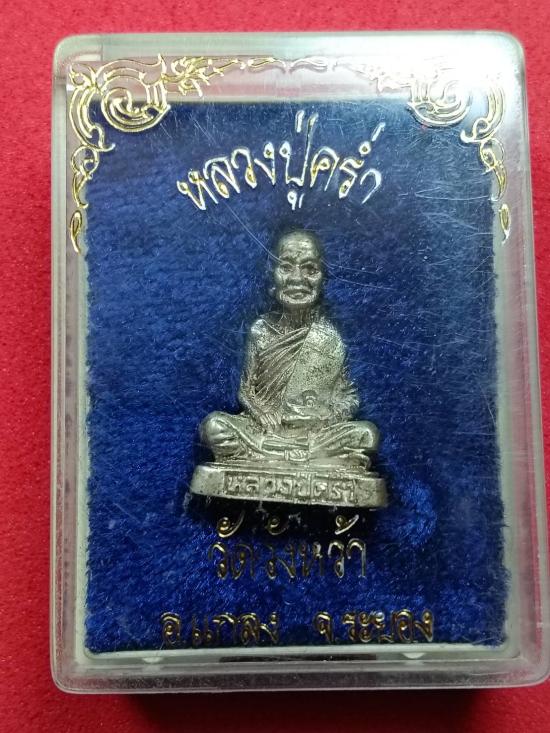 หลวงปู่คร่ำ
หลวงปู่คร่ำ
วัดวังหว้า
อ.แกลง จ.ระยอง